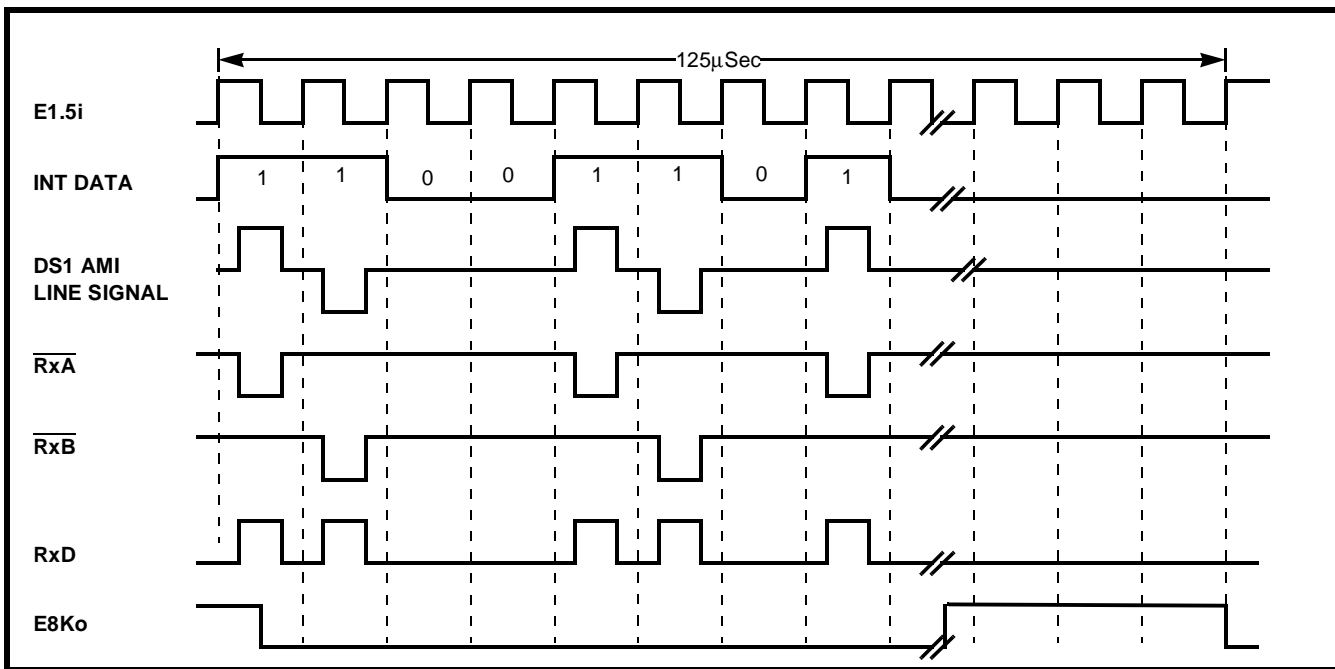 125μSec
E1.5i
INT DATA
1 1 0 0 1 1 0 1
DS1 AMI
LINE SIGNAL
RxA
RxB
RxD
E8Ko